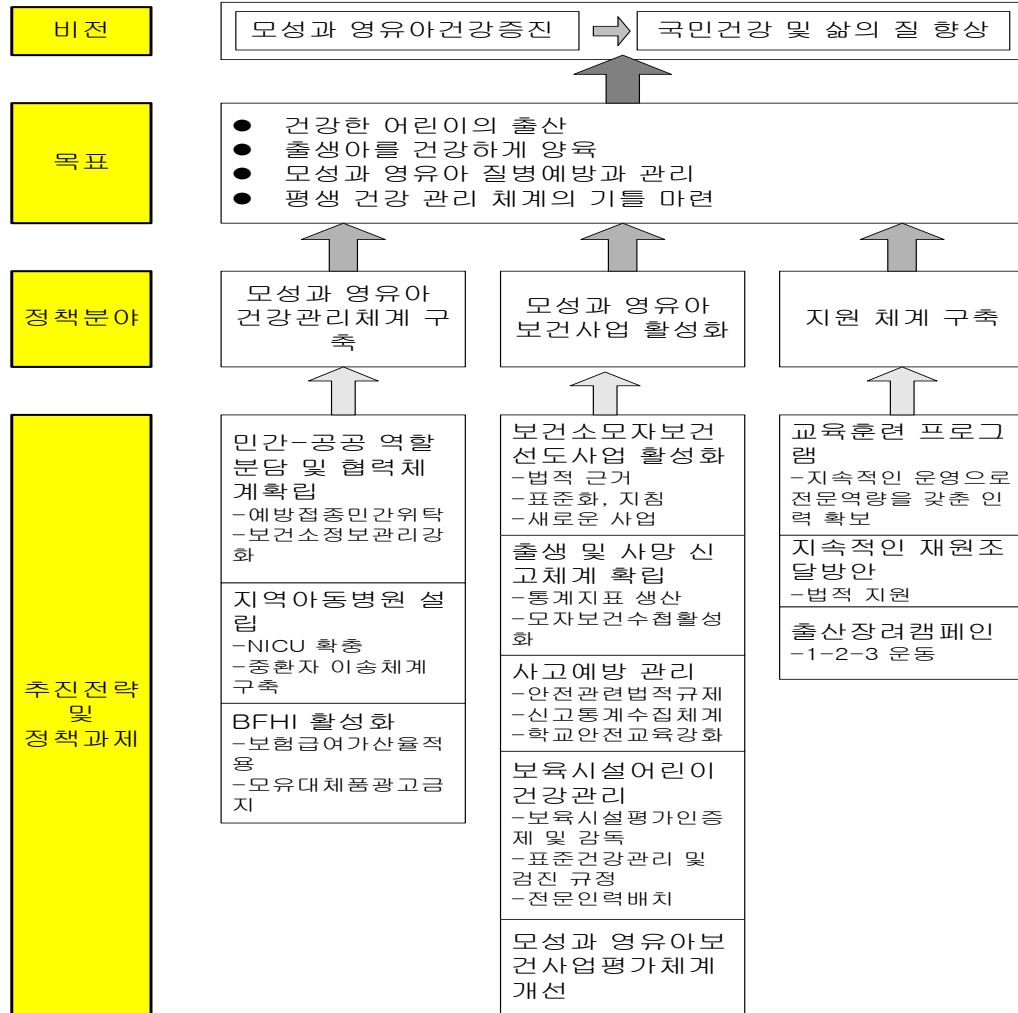 비전
모성과 영유아건강증진
국민건강 및 삶의 질 향상
목표
● 건강한 어린이의 출산
● 출생아를 건강하게 양육
● 모성과 영유아 질병예방과 관리
● 평생 건강 관리 체계의 기틀 마련
정책분야
모성과 영유아
건강관리체계 구
축
모성과 영유아
보건사업 활성화
지원 체계 구축
추진전략
및
정책과제
민간-공공 역할
분담 및 협력체
계확립
-예방접종민간위탁
-보건소정보관리강
화
지역아동병원 설
립
-NICU 확충
-중환자 이송체계
구축
BFHI 활성화
-보험급여가산율적
용
-모유대체품광고금
지
보건소모자보건
선도사업 활성화
-법적 근거
-표준화, 지침
-새로운 사업
출생 및 사망 신
고체계 확립
-통계지표 생산
-모자보건수첩활성
화
사고예방 관리
-안전관련법적규제
-신고통계수집체계
-학교안전교육강화
보육시설어린이
건강관리
-보육시설평가인증
제 및 감독
-표준건강관리 및
검진 규정
-전문인력배치
모성과 영유아보
건사업평가체계
개선
교육훈련 프로그
램
-지속적인 운영으로
전문역량을 갖춘 인
력 확보
지속적인 재원조
달방안
-법적 지원
출산장려캠페인
-1-2-3 운동